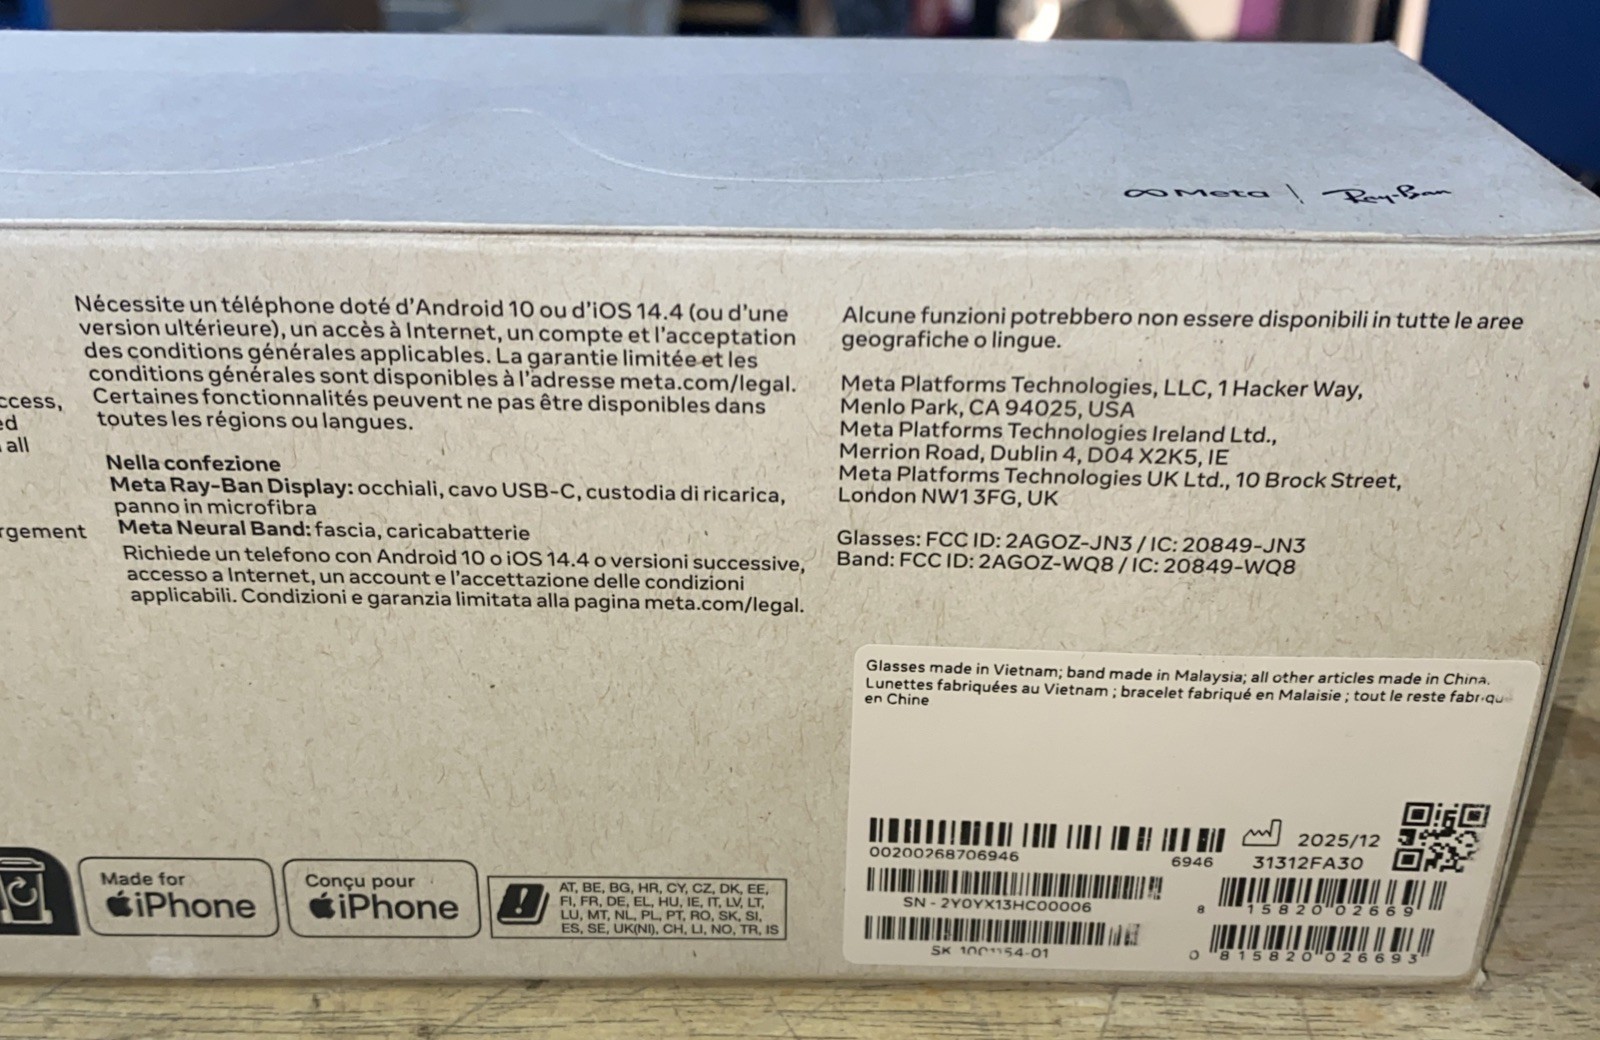 Meta | Ray-Ban
ccess,
ed
all
rgement
Nécessite un téléphone doté d'Android 10 ou d'iOS 14.4 (ou d'une
version ultérieure), un accès à Internet, un compte et l'acceptation
des conditions générales applicables. La garantie limitée et les
conditions générales sont disponibles à l'adresse meta.com/legal.
Certaines fonctionnalités peuvent ne pas être disponibles dans
toutes les régions ou langues.
Nella confezione
Meta Ray-Ban Display: occhiali, cavo USB-C, custodia di ricarica,
panno in microfibra
Meta Neural Band: fascia, caricabatterie
Richiede un telefono con Android 10 o iOS 14.4 o versioni successive,
accesso a Internet, un account e l'accettazione delle condizioni
applicabili. Condizioni e garanzia limitata alla pagina meta.com/legal.
Alcune funzioni potrebbero non essere disponibili in tutte le aree
geografiche o lingue.
Meta Platforms Technologies, LLC, 1 Hacker Way,
Menlo Park, CA 94025, USA
Meta Platforms Technologies Ireland Ltd.,
Merrion Road, Dublin 4, D04 X2K5, IE
Meta Platforms Technologies UK Ltd., 10 Brock Street,
London NW1 3FG, UK
Glasses: FCC ID: 2AGOZ-JN3 / IC: 20849-JN3
Band: FCC ID: 2AGOZ-WQ8 / IC: 20849-WQ8
Made for
iPhone
Conçu pour
iPhone
AT, BE, BG, HR, CY, CZ, DK, EE,
FI, FR, DE, EL, HU, IE, IT, LV, LT,
LU, MT, NL, PL, PT, RO, SK, SI,
ES, SE, UK(NI), CH, LI, NO, TR, IS
Glasses made in Vietnam; band made in Malaysia; all other articles made in China.
Lunettes fabriquées au Vietnam ; bracelet fabriqué en Malaisie ; tout le reste
en Chine
00200268706946 6946
2025/12
31312FA30
SN - 2Y0YX13HC00006
8 15820 02669
SK
0 815820 026693